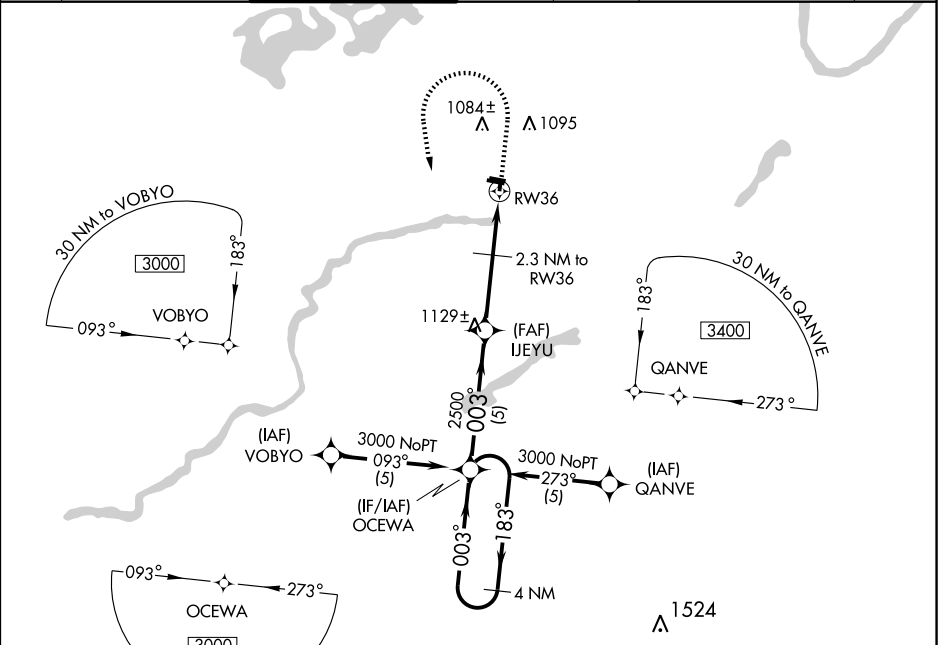 1084±
1095
RW36
30 NM to VOBYO
183°
3000
VOBYO
093°
2.3 NM to
RW36
30 NM to QANVE
183°
3400
QANVE
273°
1129±
(FAF)
IJEYU
2500
003°
(5)
(IAF)
VOBYO
3000 NoPT
093°
(5)
3000 NoPT
273°
(5)
(IAF)
QANVE
(IF/IAF)
OCEWA
003°
183°
4 NM
093°
273°
OCEWA
3000
1524